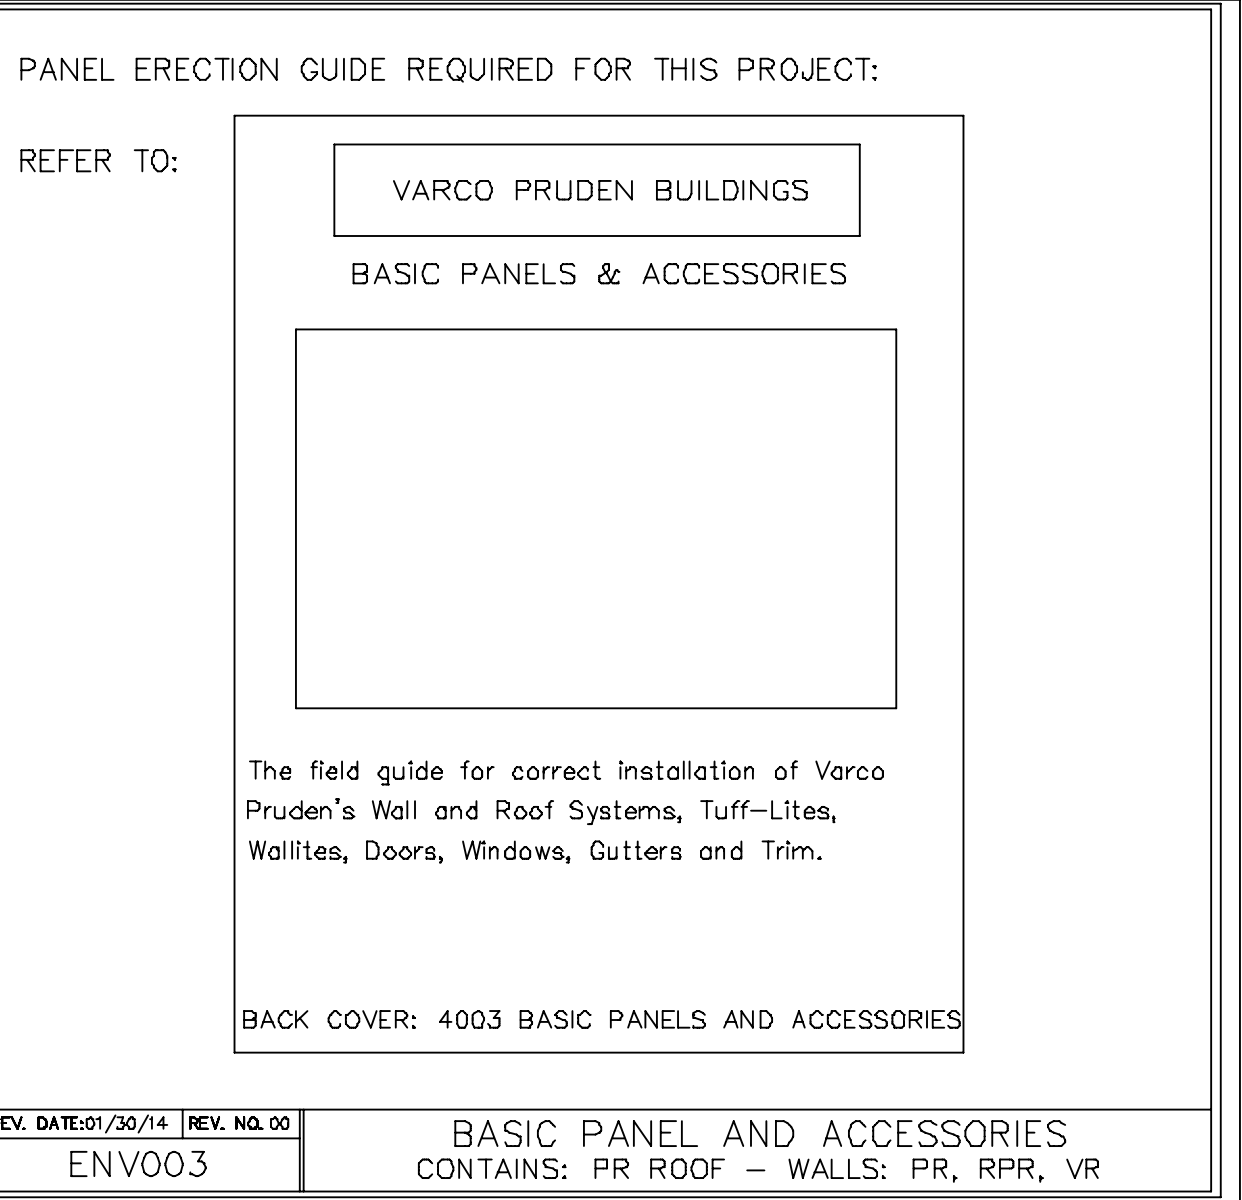 PANEL ERECTION GUIDE REQUIRED FOR THIS PROJECT:
REFER TO:
VARCO PRUDEN BUILDINGS
BASIC PANELS & ACCESSORIES
The field guide for correct installation of Varco
Pruden's Wall and Roof Systems, Tuff-Lites,
Wallites, Doors, Windows, Gutters and Trim.
BACK COVER: 4003 BASIC PANELS AND ACCESSORIES
EV. DATE:01/30/14 REV. NO. 00
ENV003
BASIC PANEL AND ACCESSORIES
CONTAINS: PR ROOF - WALLS: PR, RPR, VR